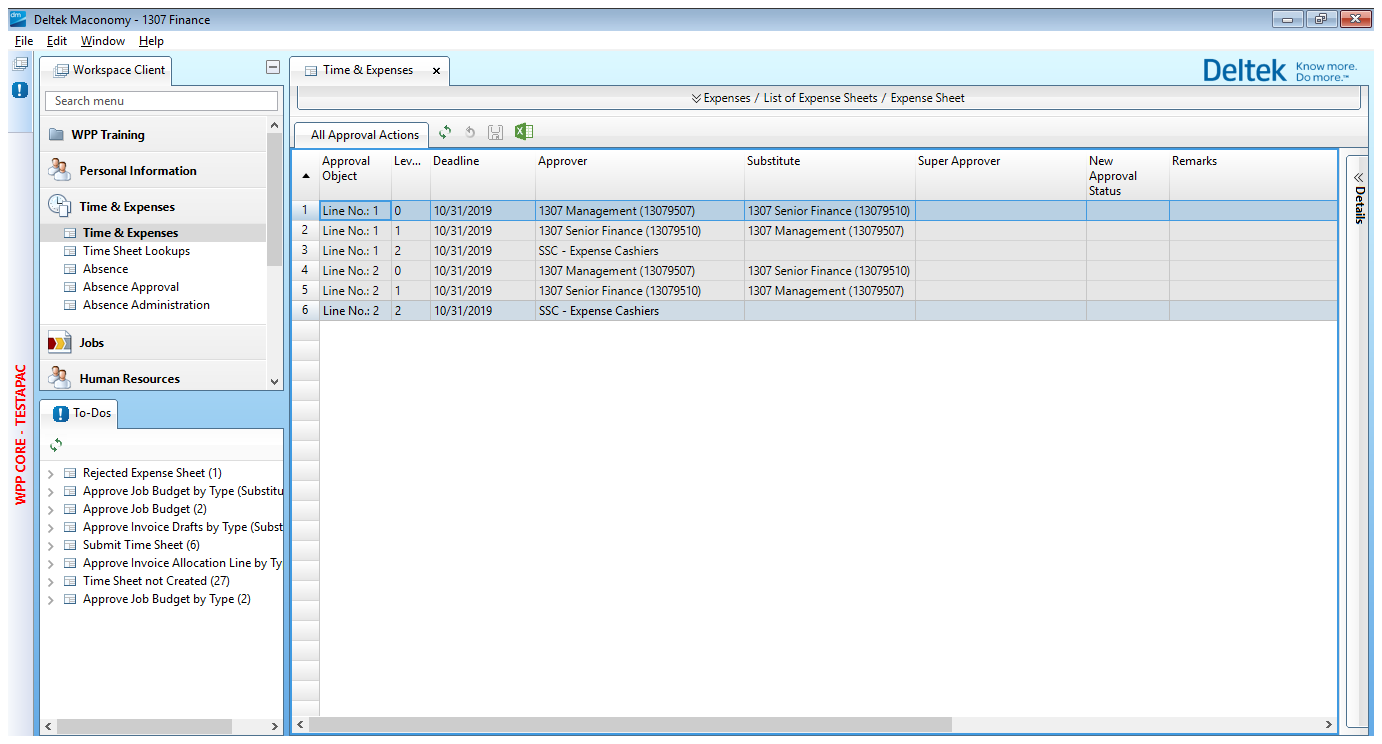 Deltek Maconomy - 1307 Finance
File Edit Window Help
Workspace Client
Search menu
WPP Training
Personal Information
Time & Expenses
Time & Expenses
Time Sheet Lookups
Absence
Absence Approval
Absence Administration
Jobs
Human Resources
WPP CORE - TESTAPAC
To-Dos
Rejected Expense Sheet (1)
Approve Job Budget by Type (Substitu
Approve Job Budget (2)
Approve Invoice Drafts by Type (Subst
Submit Time Sheet (6)
Approve Invoice Allocation Line by Ty
Time Sheet not Created (27)
Approve Job Budget by Type (2)
Time & Expenses x
Deltek Know more. Do more.™
Expenses / List of Expense Sheets / Expense Sheet
All Approval Actions
Approval Object Lev... Deadline Approver Substitute Super Approver New Approval Status Remarks
1 Line No.: 1 0 10/31/2019 1307 Management (13079507) 1307 Senior Finance (13079510)
2 Line No.: 1 1 10/31/2019 1307 Senior Finance (13079510) 1307 Management (13079507)
3 Line No.: 1 2 10/31/2019 SSC - Expense Cashiers
4 Line No.: 2 0 10/31/2019 1307 Management (13079507) 1307 Senior Finance (13079510)
5 Line No.: 2 1 10/31/2019 1307 Senior Finance (13079510) 1307 Management (13079507)
6 Line No.: 2 2 10/31/2019 SSC - Expense Cashiers
Details